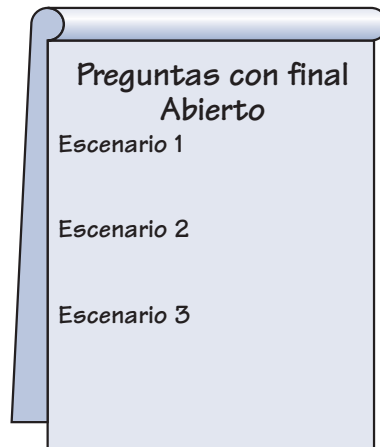 Preguntas con final
Abierto
Escenario 1
Escenario 2
Escenario 3